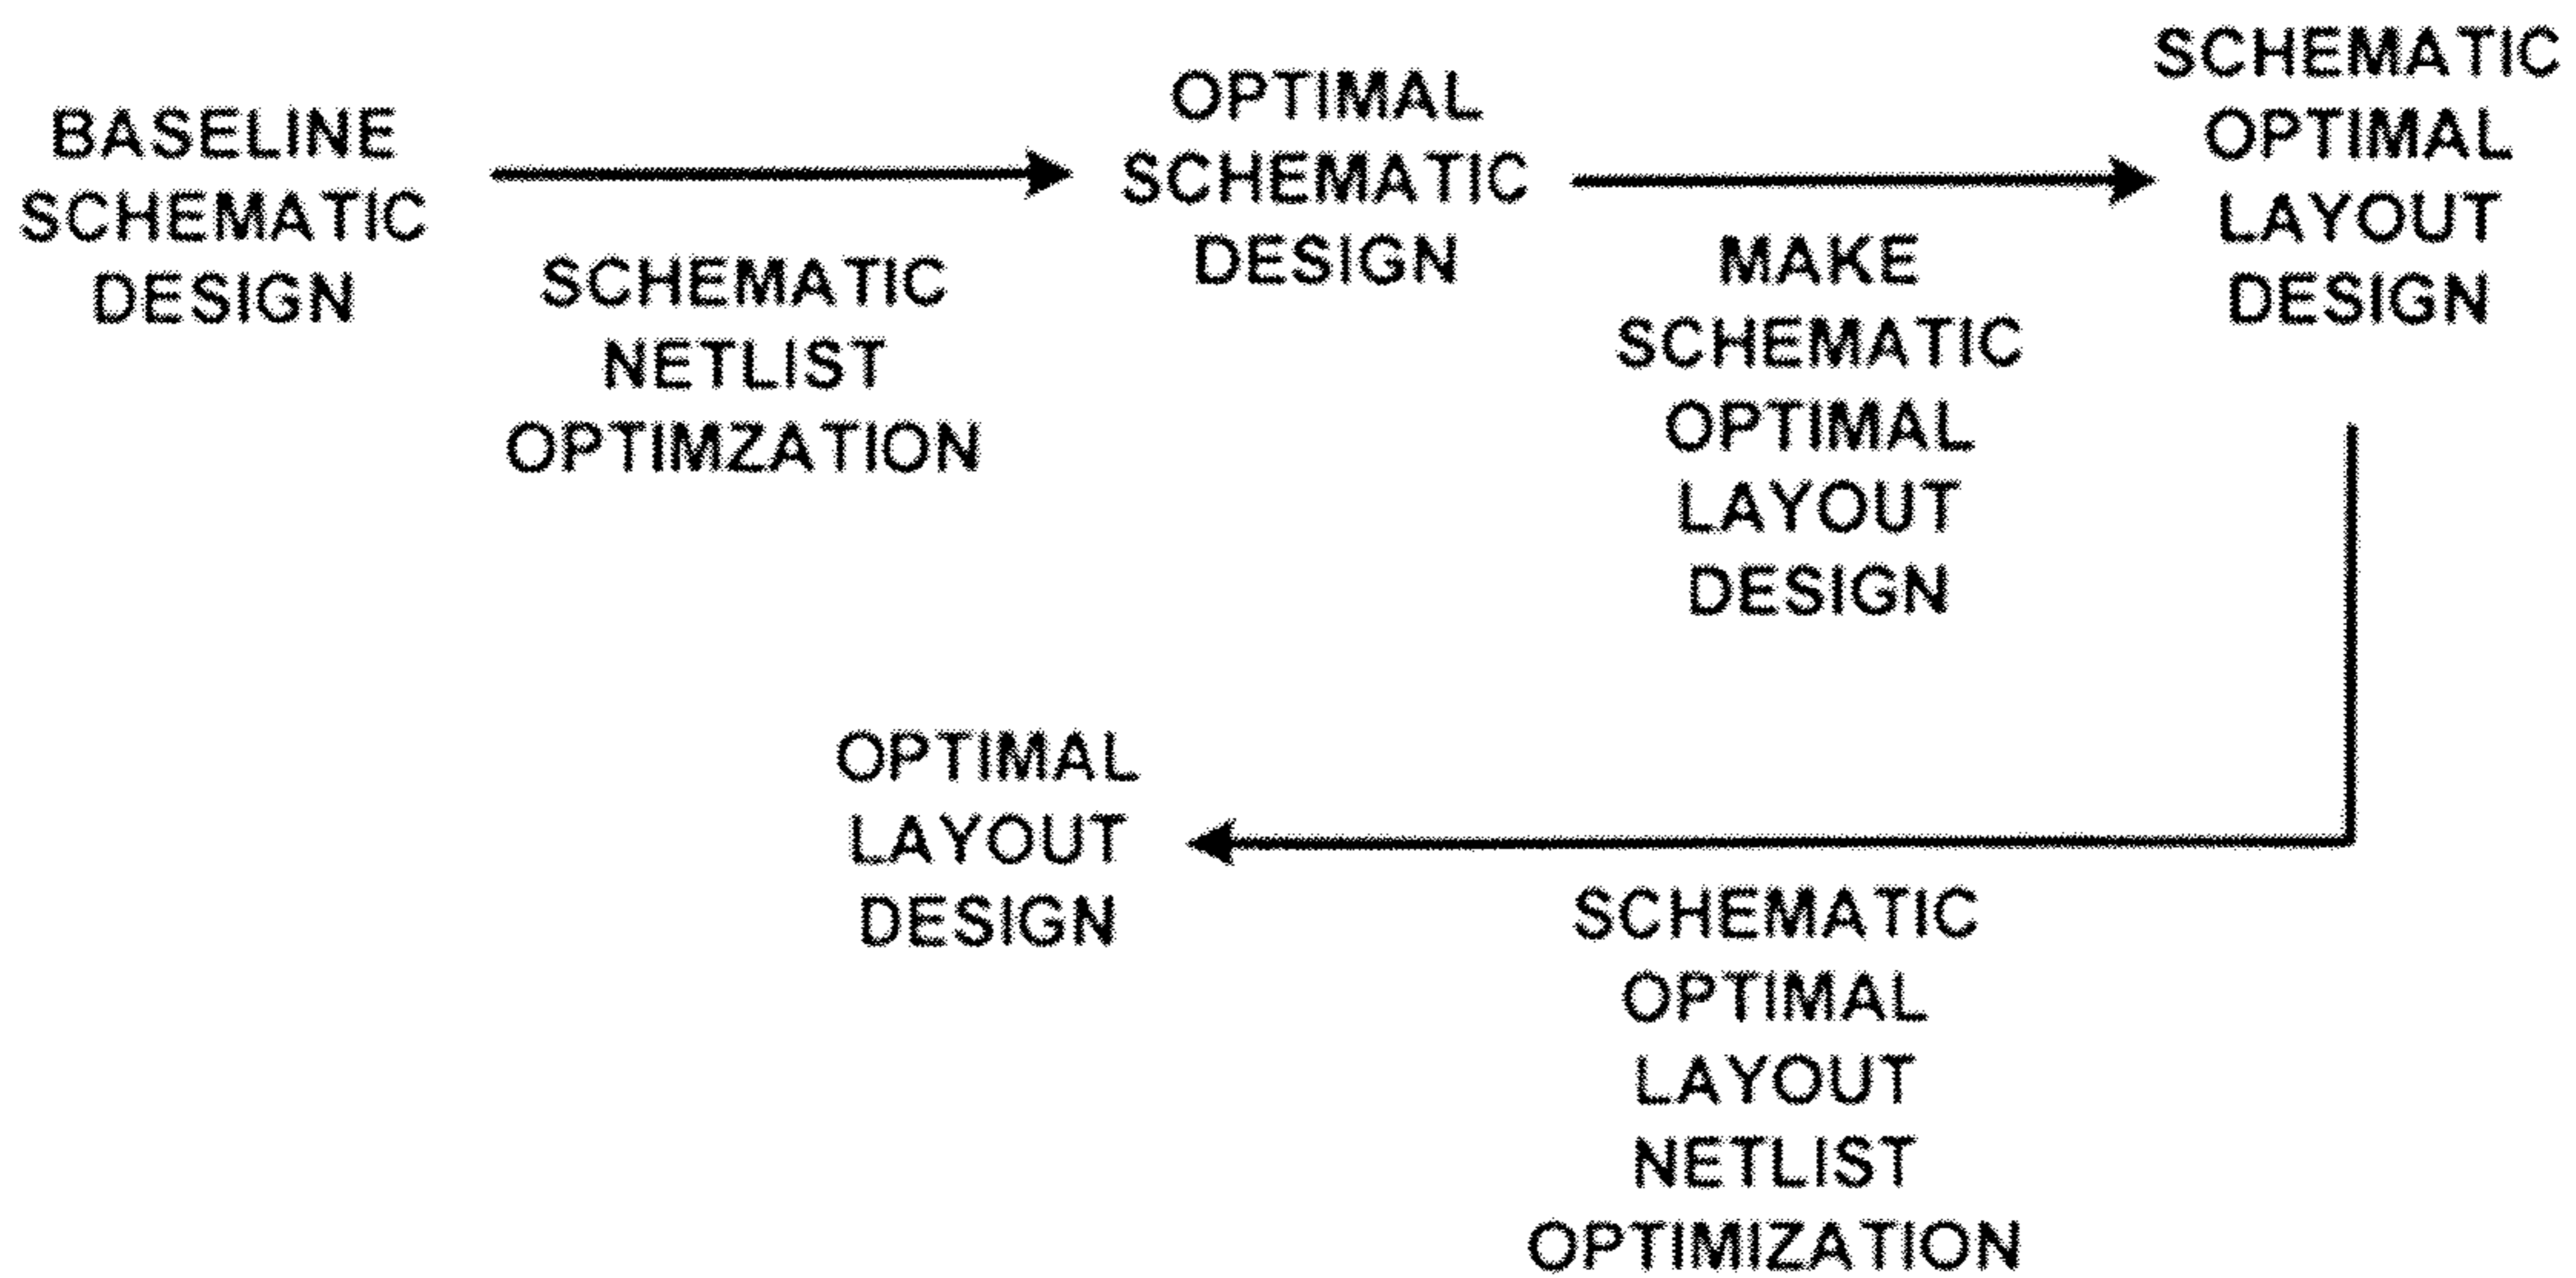 BASELINE
SCHEMATIC
DESIGN
SCHEMATIC
NETLIST
OPTIMZATION
OPTIMAL
SCHEMATIC
DESIGN
MAKE
SCHEMATIC
OPTIMAL
LAYOUT
DESIGN
SCHEMATIC
OPTIMAL
LAYOUT
DESIGN
SCHEMATIC
OPTIMAL
LAYOUT
NETLIST
OPTIMIZATION
OPTIMAL
LAYOUT
DESIGN